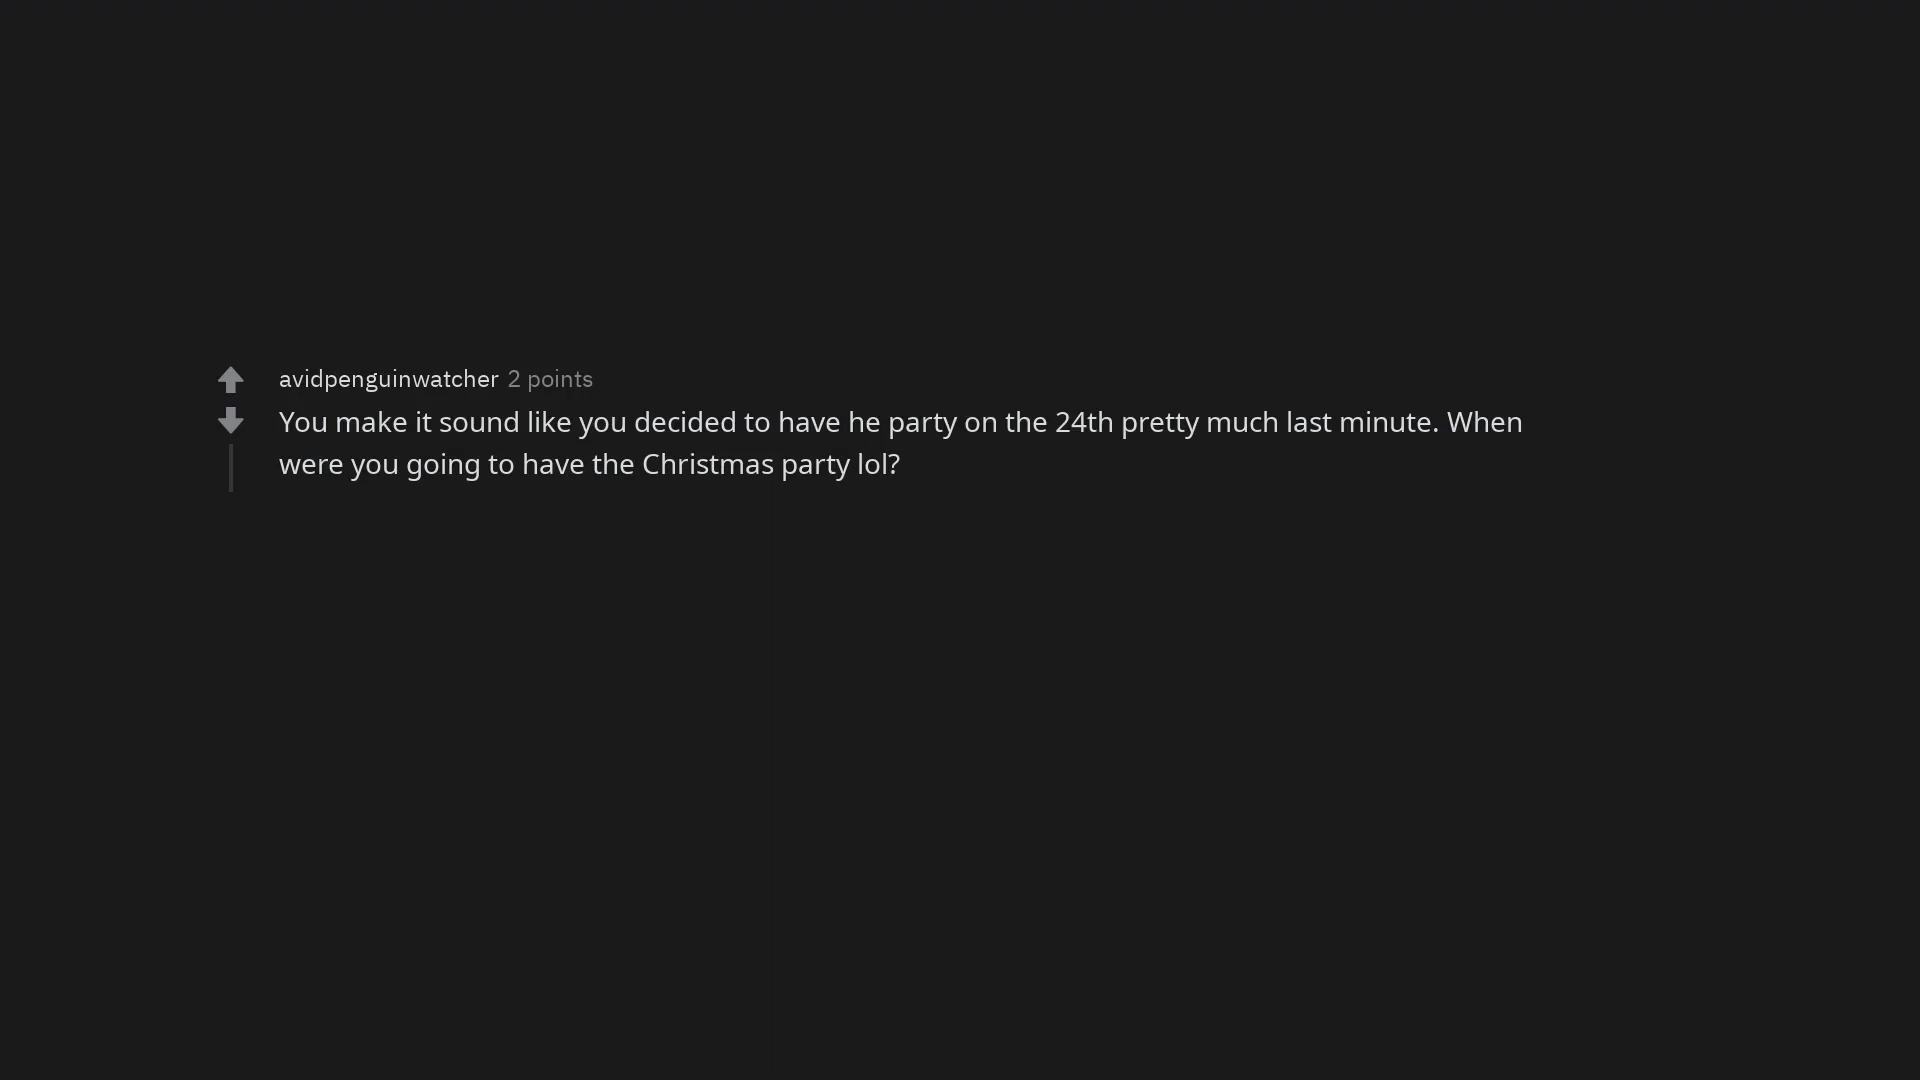 avidpenguinwatcher 2 points
You make it sound like you decided to have he party on the 24th pretty much last minute. When
were you going to have the Christmas party lol?